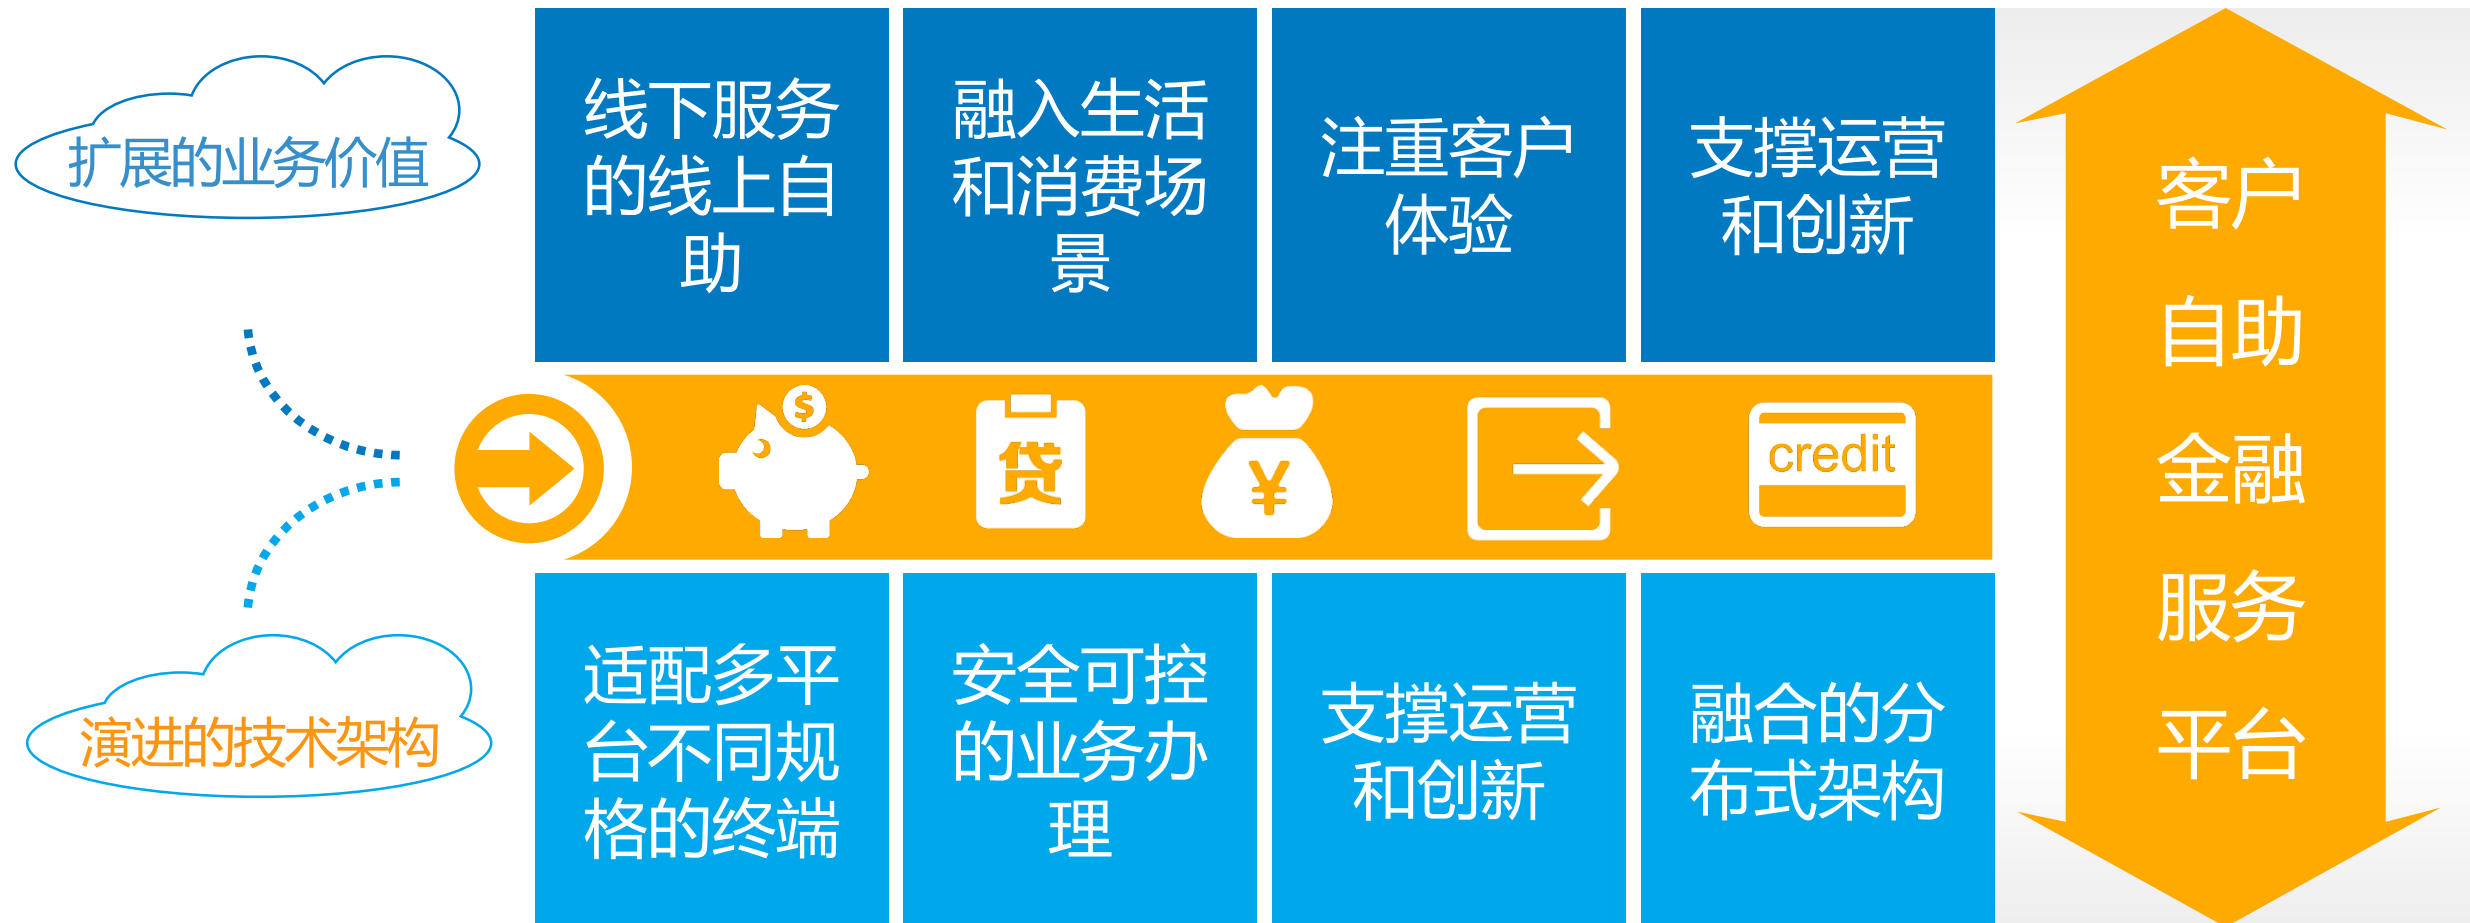 扩展的业务价值
线下服务
的线上自
助
融入生活
和消费场
景
注重客户
体验
支撑运营
和创新
$
贷
¥
credit
演进的技术架构
适配多平
台不同规
格的终端
安全可控
的业务办
理
支撑运营
和创新
融合的分
布式架构
客户
自助
金融
服务
平台